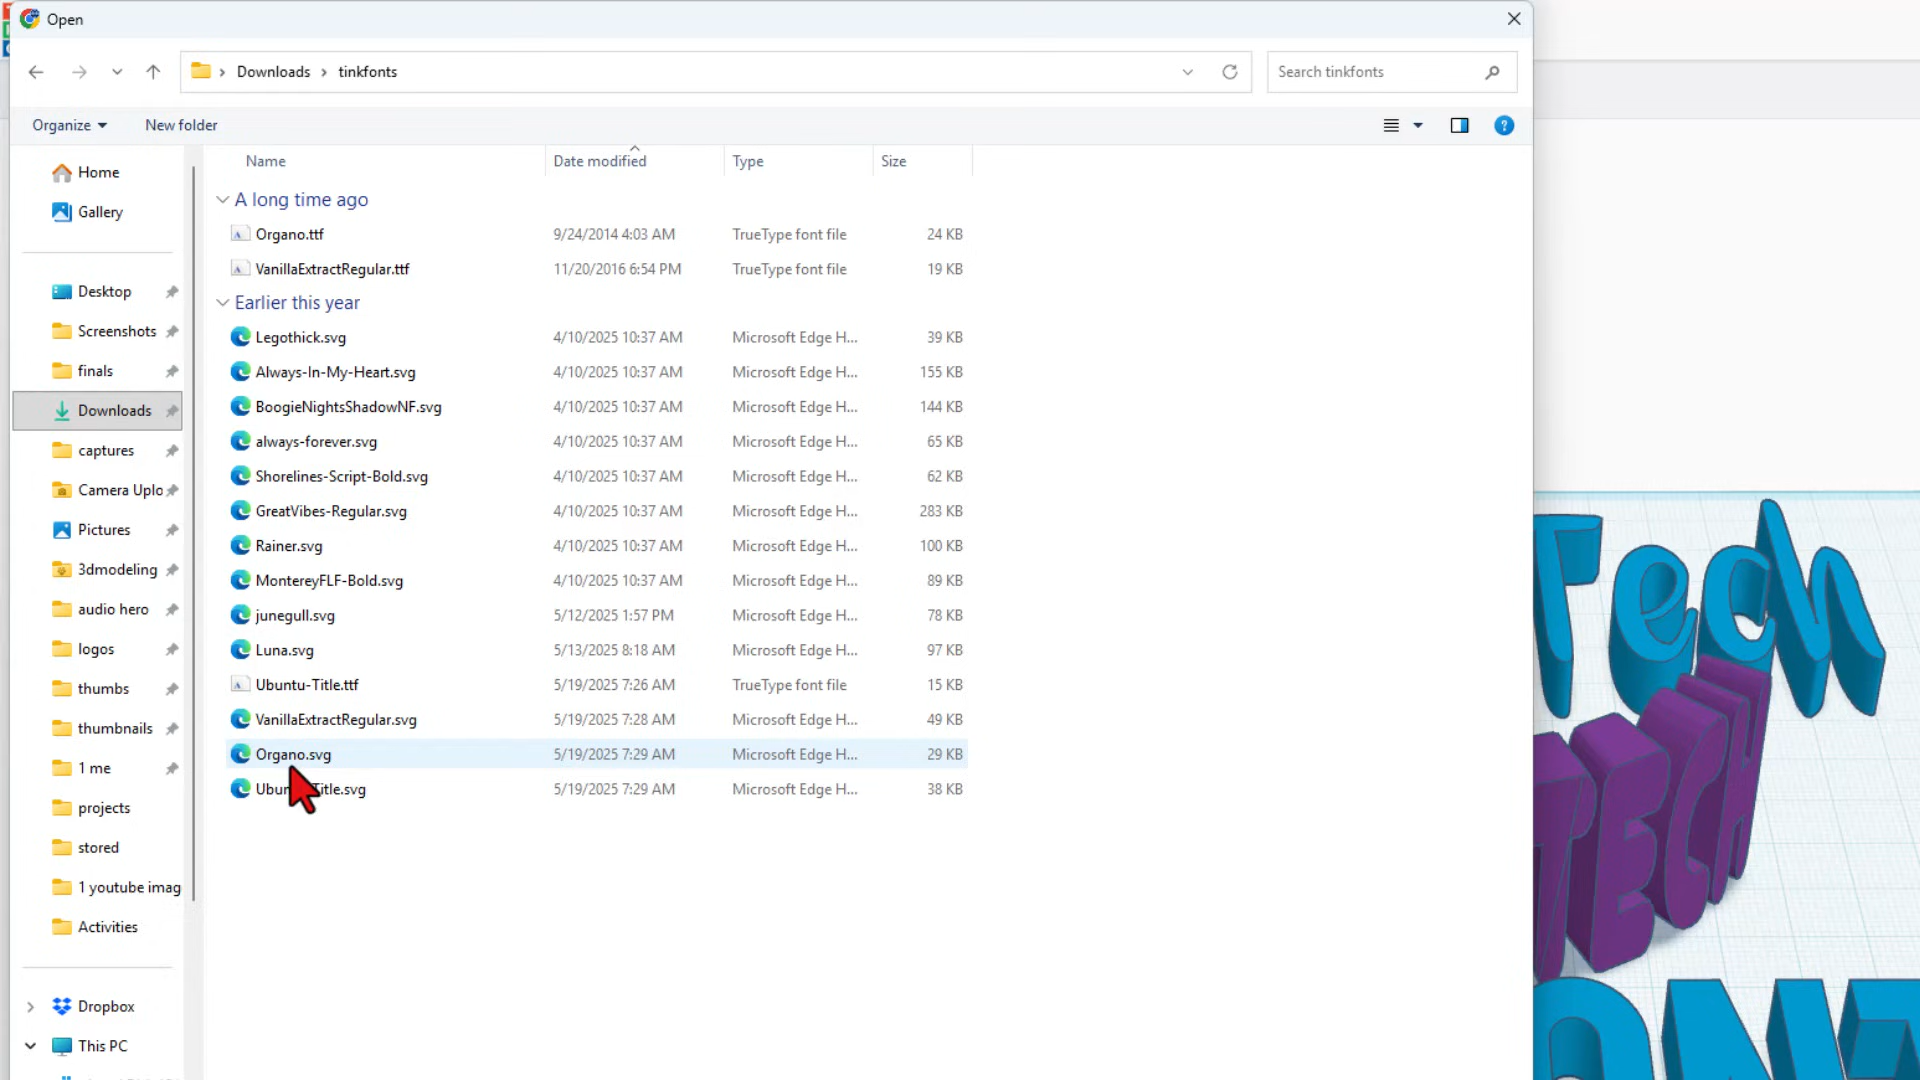 Open
Downloads > tinkfonts
Search tinkfonts
Organize
New folder
Name
Date modified
Type
Size
Home
Gallery
Desktop
Screenshots
finals
Downloads
captures
Camera Uplo
Pictures
3dmodeling
audio hero
logos
thumbs
thumbnails
1 me
projects
stored
1 youtube imag
Activities
Dropbox
This PC
A long time ago
Organo.ttf 9/24/2014 4:03 AM TrueType font file 24 KB
VanillaExtractRegular.ttf 11/20/2016 6:54 PM TrueType font file 19 KB
Earlier this year
Legothick.svg 4/10/2025 10:37 AM Microsoft Edge H... 39 KB
Always-In-My-Heart.svg 4/10/2025 10:37 AM Microsoft Edge H... 155 KB
BoogieNightsShadowNF.svg 4/10/2025 10:37 AM Microsoft Edge H... 144 KB
always-forever.svg 4/10/2025 10:37 AM Microsoft Edge H... 65 KB
Shorelines-Script-Bold.svg 4/10/2025 10:37 AM Microsoft Edge H... 62 KB
GreatVibes-Regular.svg 4/10/2025 10:37 AM Microsoft Edge H... 283 KB
Rainer.svg 4/10/2025 10:37 AM Microsoft Edge H... 100 KB
MontereyFLF-Bold.svg 4/10/2025 10:37 AM Microsoft Edge H... 89 KB
junegull.svg 5/12/2025 1:57 PM Microsoft Edge H... 78 KB
Luna.svg 5/13/2025 8:18 AM Microsoft Edge H... 97 KB
Ubuntu-Title.ttf 5/19/2025 7:26 AM TrueType font file 15 KB
VanillaExtractRegular.svg 5/19/2025 7:28 AM Microsoft Edge H... 49 KB
Organo.svg 5/19/2025 7:29 AM Microsoft Edge H... 29 KB
Title.svg 5/19/2025 7:29 AM Microsoft Edge H... 38 KB
Tech
TECH